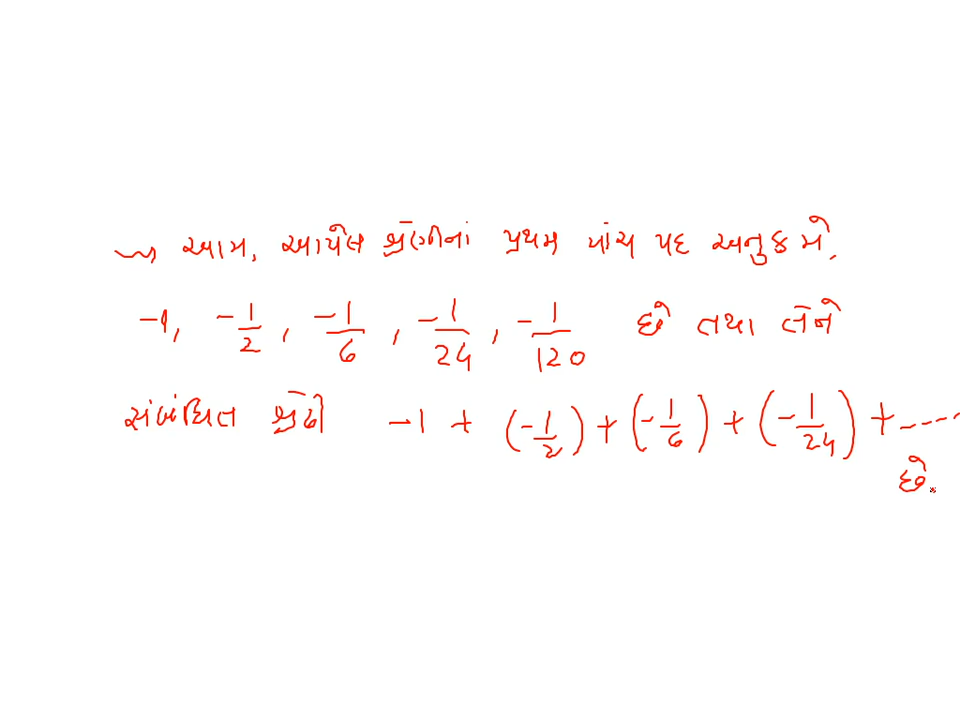 ⇝ આમ, આપેલ શ્રેણીનાં પ્રથમ પાંચ પદ અનુક્રમે,
-1, -1/2, -1/6, -1/24, -1/120 છે તથા તેને
સંબંધિત શ્રેઢી -1 + (-1/2) + (-1/6) + (-1/24) + ----
છે.